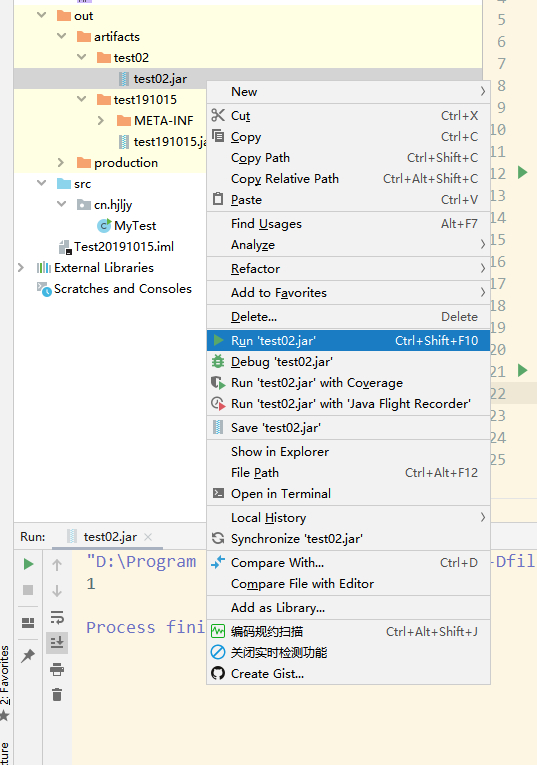 out
artifacts
test02
test02.jar
test191015
META-INF
test191015.ja
production
src
cn.hjljy
MyTest
Test20191015.iml
External Libraries
Scratches and Consoles
New
Cut Ctrl+X
Copy Ctrl+C
Copy Path Ctrl+Shift+C
Copy Relative Path Ctrl+Alt+Shift+C
Paste Ctrl+V
Find Usages Alt+F7
Analyze
Refactor
Add to Favorites
Delete... Delete
Run 'test02.jar' Ctrl+Shift+F10
Debug 'test02.jar'
Run 'test02.jar' with Coverage
Run 'test02.jar' with 'Java Flight Recorder'
Save 'test02.jar'
Show in Explorer
File Path Ctrl+Alt+F12
Open in Terminal
Local History
Synchronize 'test02.jar'
Compare With... Ctrl+D
Compare File with Editor
Add as Library...
编码规约扫描 Ctrl+Alt+Shift+J
关闭实时检测功能
Create Gist...
5
6
7
8
9
10
11
12
13
14
15
16
17
18
19
20
21
22
23
24
25
Run: test02.jar
"D:\Program
-Dfil
1
Process fini
2: Favorites
cture